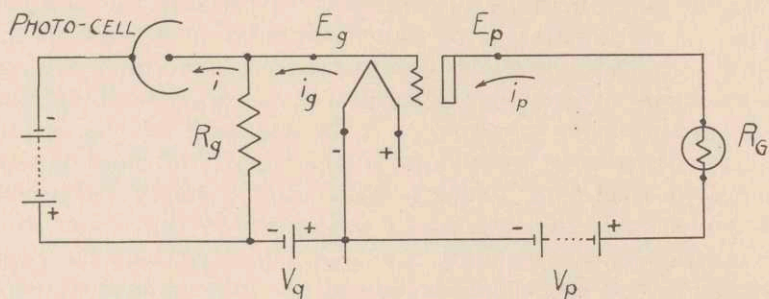 PHOTO-CELL
E_g
E_p
i
i_g
i_p
R_g
R_G
-
+
-
+
-
+
V_g
-
+
V_p